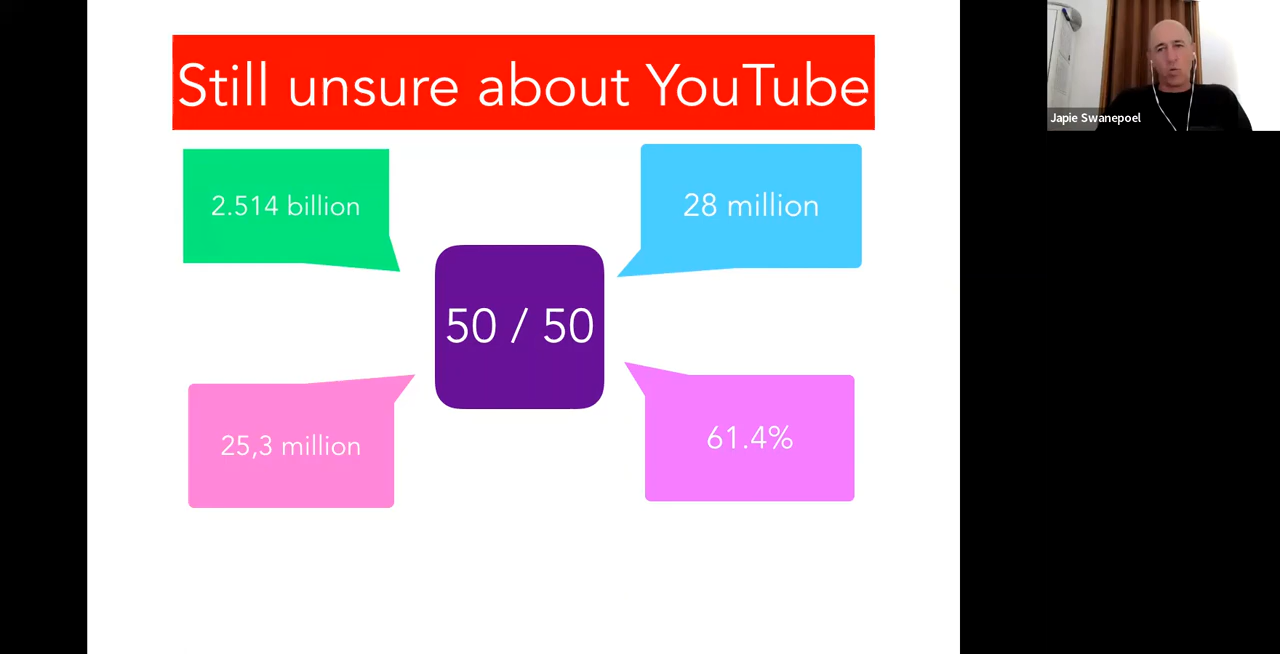 Still unsure about YouTube
2.514 billion
28 million
50 / 50
25,3 million
61.4%
Japie Swanepoel